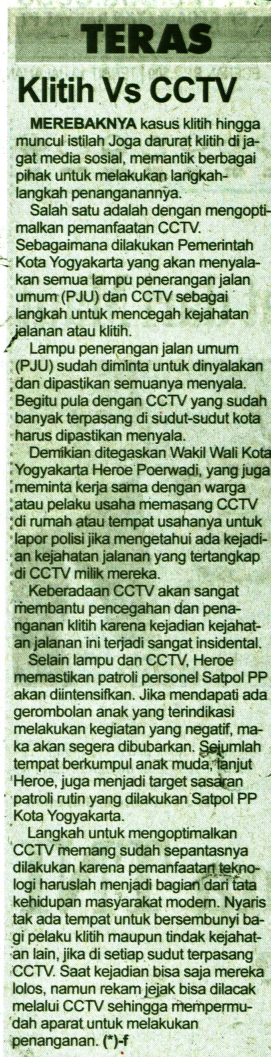 TERAS
Klitih Vs CCTV
MEREBAKNYA kasus klitih hingga
muncul istilah Joga darurat klitih di ja-
gat media sosial, memantik berbagai
pihak untuk melakukan langkah-
langkah penanganannya.
Salah satu adalah dengan mengopti-
malkan pemanfaatan CCTV.
Sebagaimana dilakukan Pemerintah
Kota Yogyakarta yang akan menyala-
kan semua lampu penerangan jalan
umum (PJU) dan CCTV sebagai
langkah untuk mencegah kejahatan
jalanan atau klitih.
Lampu penerangan jalan umum
(PJU) sudah diminta untuk dinyalakan
dan dipastikan semuanya menyala.
Begitu pula dengan CCTV yang sudah
banyak terpasang di sudut-sudut kota
harus dipastikan menyala.
Demikian ditegaskan Wakil Wali Kota
Yogyakarta Heroe Poerwadi, yang juga
meminta kerja sama dengan warga
atau pelaku usaha memasang CCTV
di rumah atau tempat usahanya untuk
lapor polisi jika mengetahui ada kejadi-
an kejahatan jalanan yang tertangkap
di CCTV milik mereka.
Keberadaan CCTV akan sangat
membantu pencegahan dan pena-
nganan klitih karena kejadian kejahat-
an jalanan ini terjadi sangat insidental.
Selain lampu dan CCTV, Heroe
memastikan patroli personel Satpol PP
akan diintensifkan. Jika mendapati ada
gerombolan anak yang terindikasi
melakukan kegiatan yang negatif, ma-
ka akan segera dibubarkan. Sejumlah
tempat berkumpul anak muda, lanjut
Heroe, juga menjadi target sasaran
patroli rutin yang dilakukan Satpol PP
Kota Yogyakarta.
Langkah untuk mengoptimalkan
CCTV memang sudah sepantasnya
dilakukan karena pemanfaatan tekno-
logi haruslah menjadi bagian dari tata
kehidupan masyarakat modern. Nyaris
tak ada tempat untuk bersembunyi ba-
gi pelaku klitih maupun tindak kejahat-
an lain, jika di setiap sudut terpasang
CCTV. Saat kejadian bisa saja mereka
lolos, namun rekam jejak bisa dilacak
melalui CCTV sehingga mempermu-
dah aparat untuk melakukan
penanganan. (*)-f